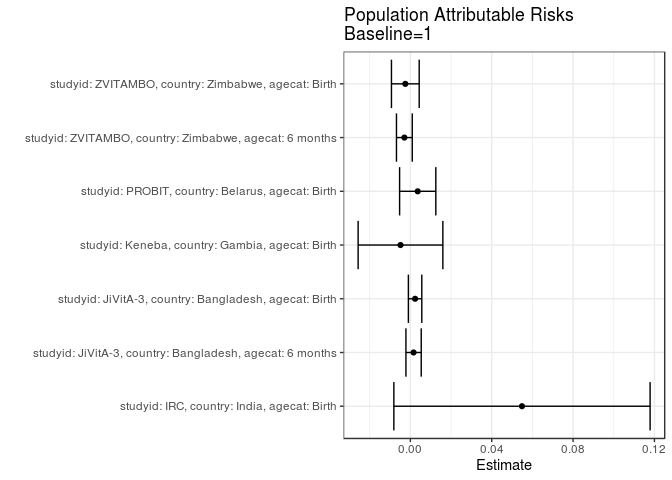 Population Attributable Risks
Baseline=1
studyid: ZVITAMBO, country: Zimbabwe, agecat: Birth
studyid: ZVITAMBO, country: Zimbabwe, agecat: 6 months
studyid: PROBIT, country: Belarus, agecat: Birth
studyid: Keneba, country: Gambia, agecat: Birth
studyid: JiVitA-3, country: Bangladesh, agecat: Birth
studyid: JiVitA-3, country: Bangladesh, agecat: 6 months
studyid: IRC, country: India, agecat: Birth
0.00 0.04 0.08 0.12
Estimate